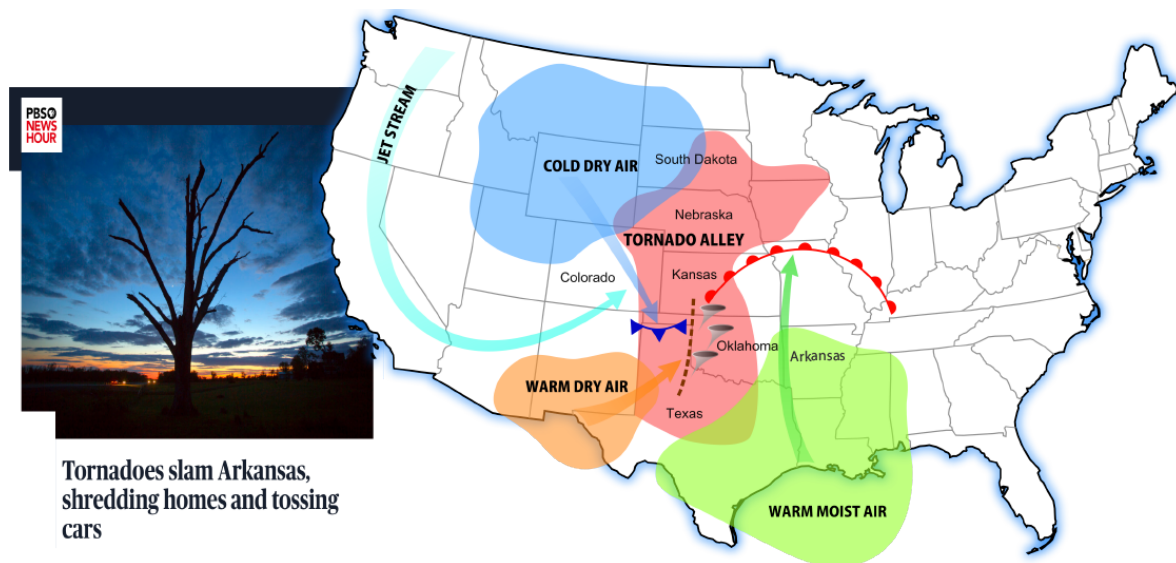 PBS
NEWS
HOUR
Tornadoes slam Arkansas,
shredding homes and tossing
cars
JET STREAM
COLD DRY AIR
South Dakota
Nebraska
TORNADO ALLEY
Colorado
Kansas
Oklahoma
Arkansas
WARM DRY AIR
Texas
WARM MOIST AIR